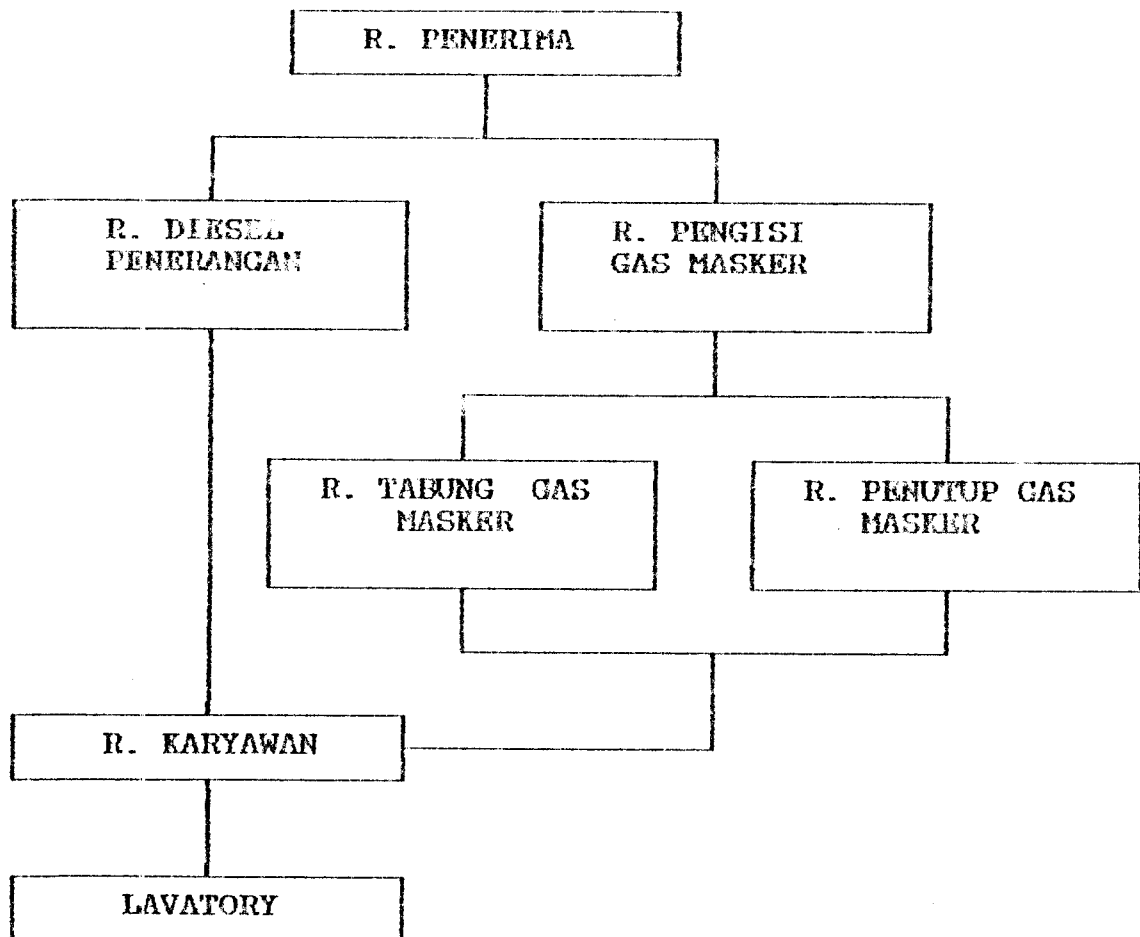 R. PENERIMA
R. DIESEL
PENERANGAN
R. PENGISI
GAS MASKER
R. TABUNG GAS
MASKER
R. PENUTUP GAS
MASKER
R. KARYAWAN
LAVATORY